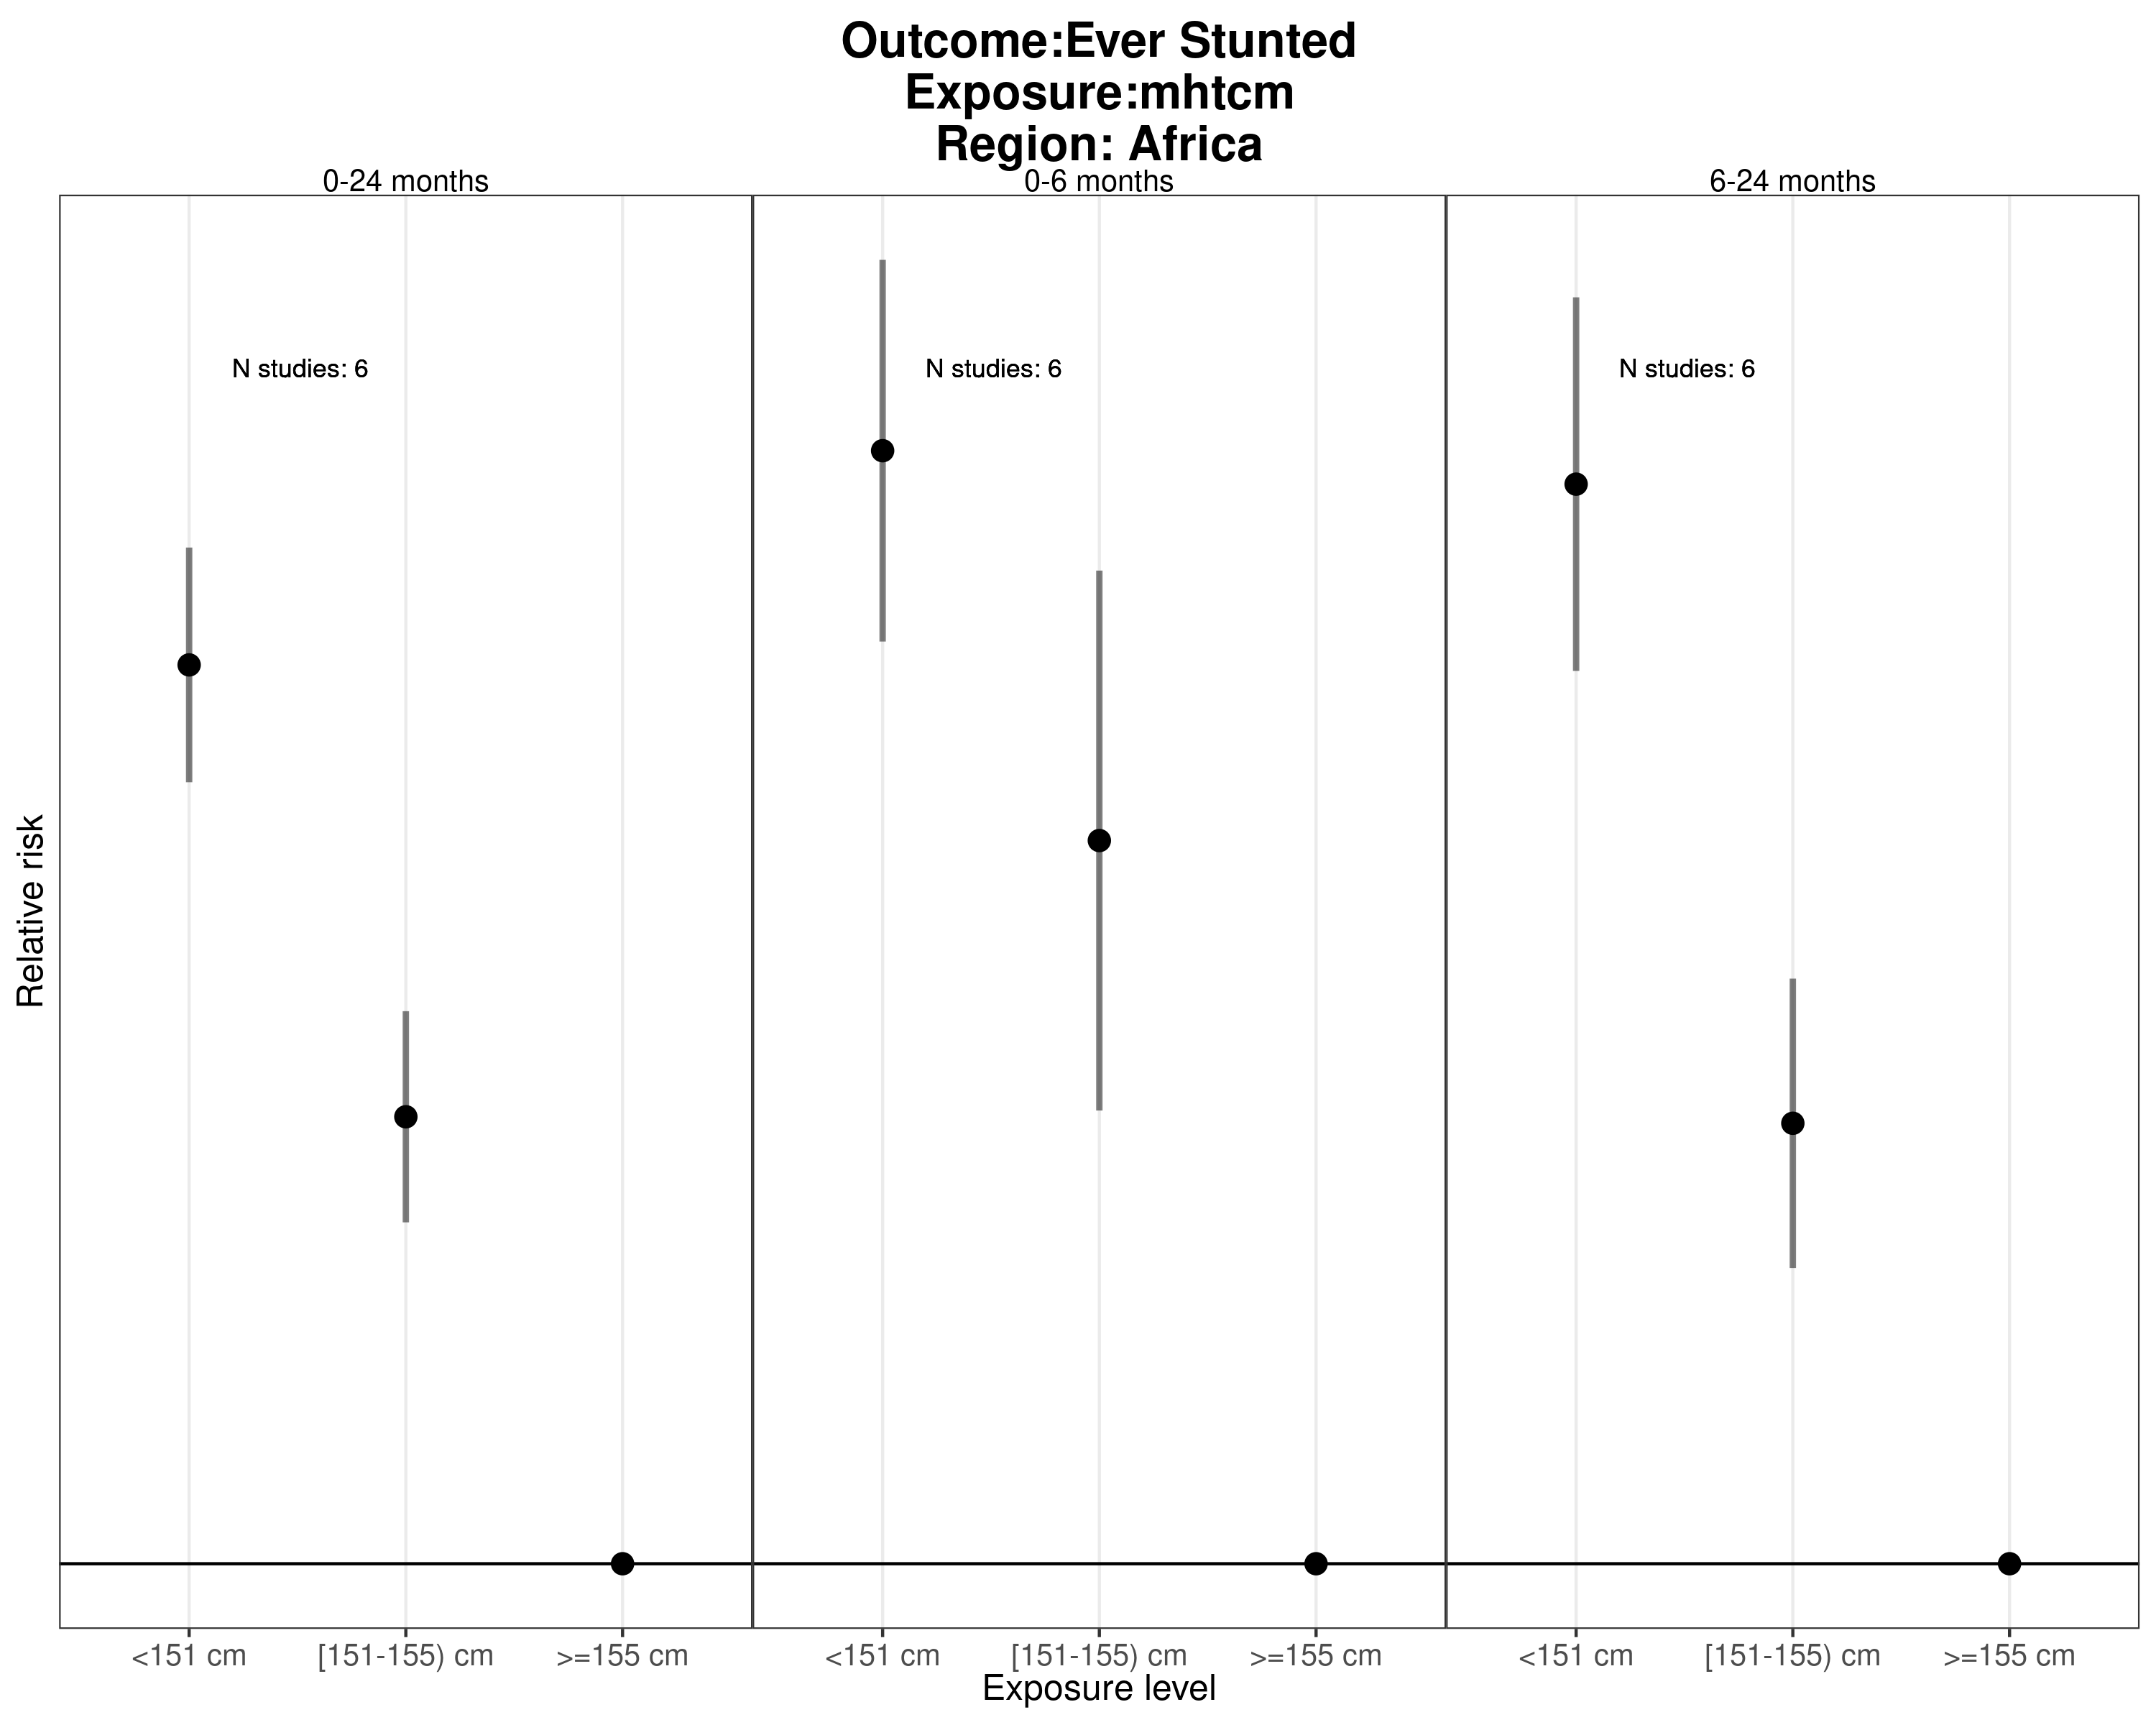 Outcome:Ever Stunted
Exposure:mhtcm
Region: Africa
0-24 months
0-6 months
6-24 months
N studies: 6
N studies: 6
N studies: 6
Relative risk
<151 cm
[151-155) cm
>=155 cm
<151 cm
[151-155) cm
>=155 cm
<151 cm
[151-155) cm
>=155 cm
Exposure level